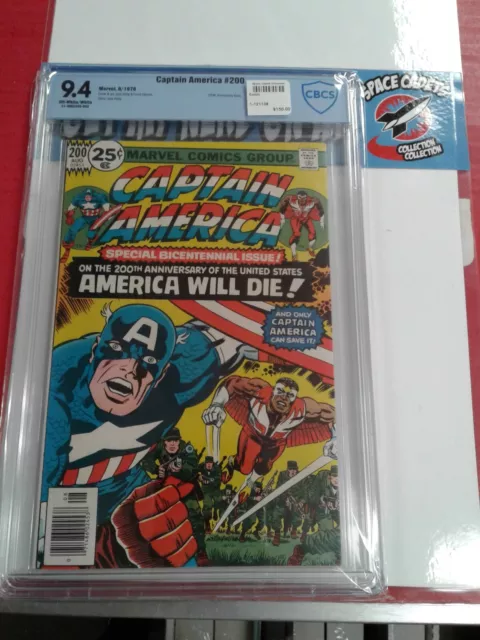 9.4
Captain America #200
Marvel, 8/1976
CBCS
SPACE CADETS
COLLECTION
COLLECTION
200
AUG
25¢
MARVEL COMICS GROUP
CAPTAIN
AMERICA
SPECIAL BICENTENNIAL ISSUE!
ON THE 200TH ANNIVERSARY OF THE UNITED STATES
AMERICA WILL DIE!
AND ONLY
CAPTAIN
AMERICA
CAN SAVE IT!
A